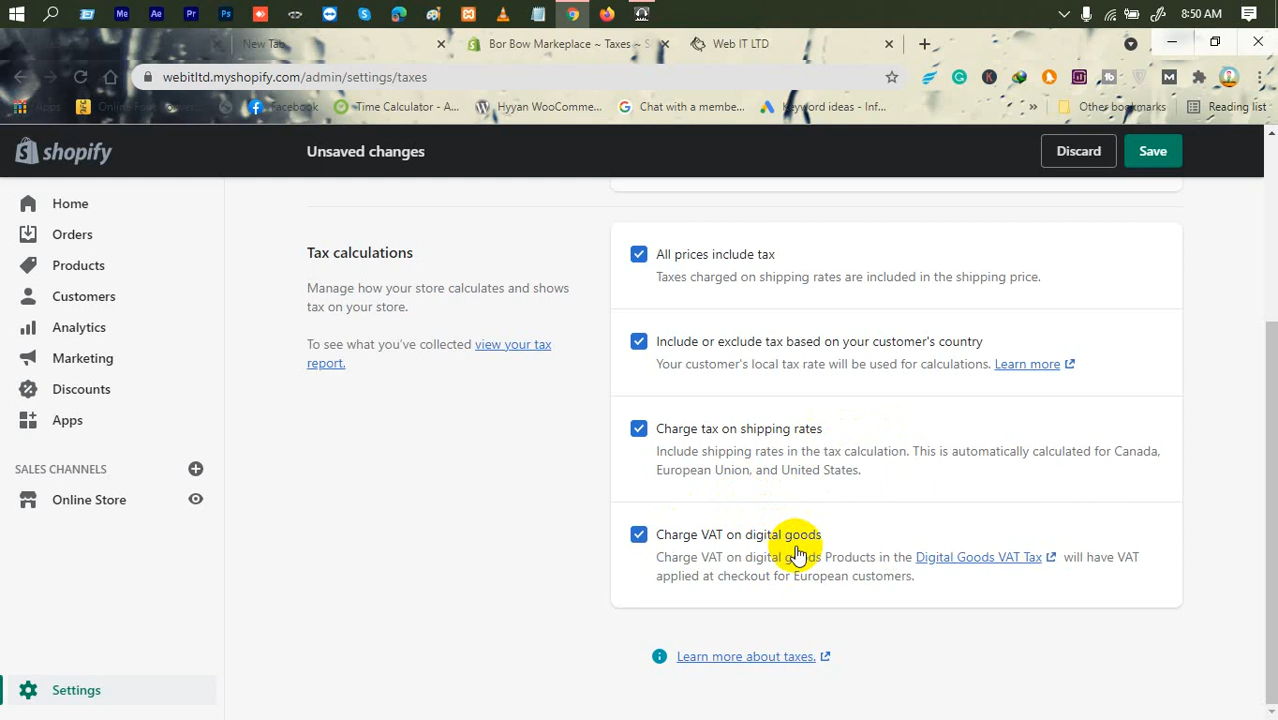 Me
Ae
Pr
Ps
8:50 AM
New Tab
Bor Bow Markeplace ~ Taxes ~ S
Web IT LTD
webitltd.myshopify.com/admin/settings/taxes
Apps
Facebook
Time Calculator - A...
Hyyan WooComme...
Chat with a membe...
Keyword ideas - Inf...
Other bookmarks
Reading list
shopify
Unsaved changes
Discard
Save
Home
Orders
Products
Customers
Analytics
Marketing
Discounts
Apps
SALES CHANNELS
Online Store
Settings
Tax calculations
Manage how your store calculates and shows
tax on your store.
To see what you've collected view your tax
report.
All prices include tax
Taxes charged on shipping rates are included in the shipping price.
Include or exclude tax based on your customer's country
Your customer's local tax rate will be used for calculations. Learn more
Charge tax on shipping rates
Include shipping rates in the tax calculation. This is automatically calculated for Canada,
European Union, and United States.
Charge VAT on digital goods
Charge VAT on digital goods Products in the Digital Goods VAT Tax will have VAT
applied at checkout for European customers.
Learn more about taxes.